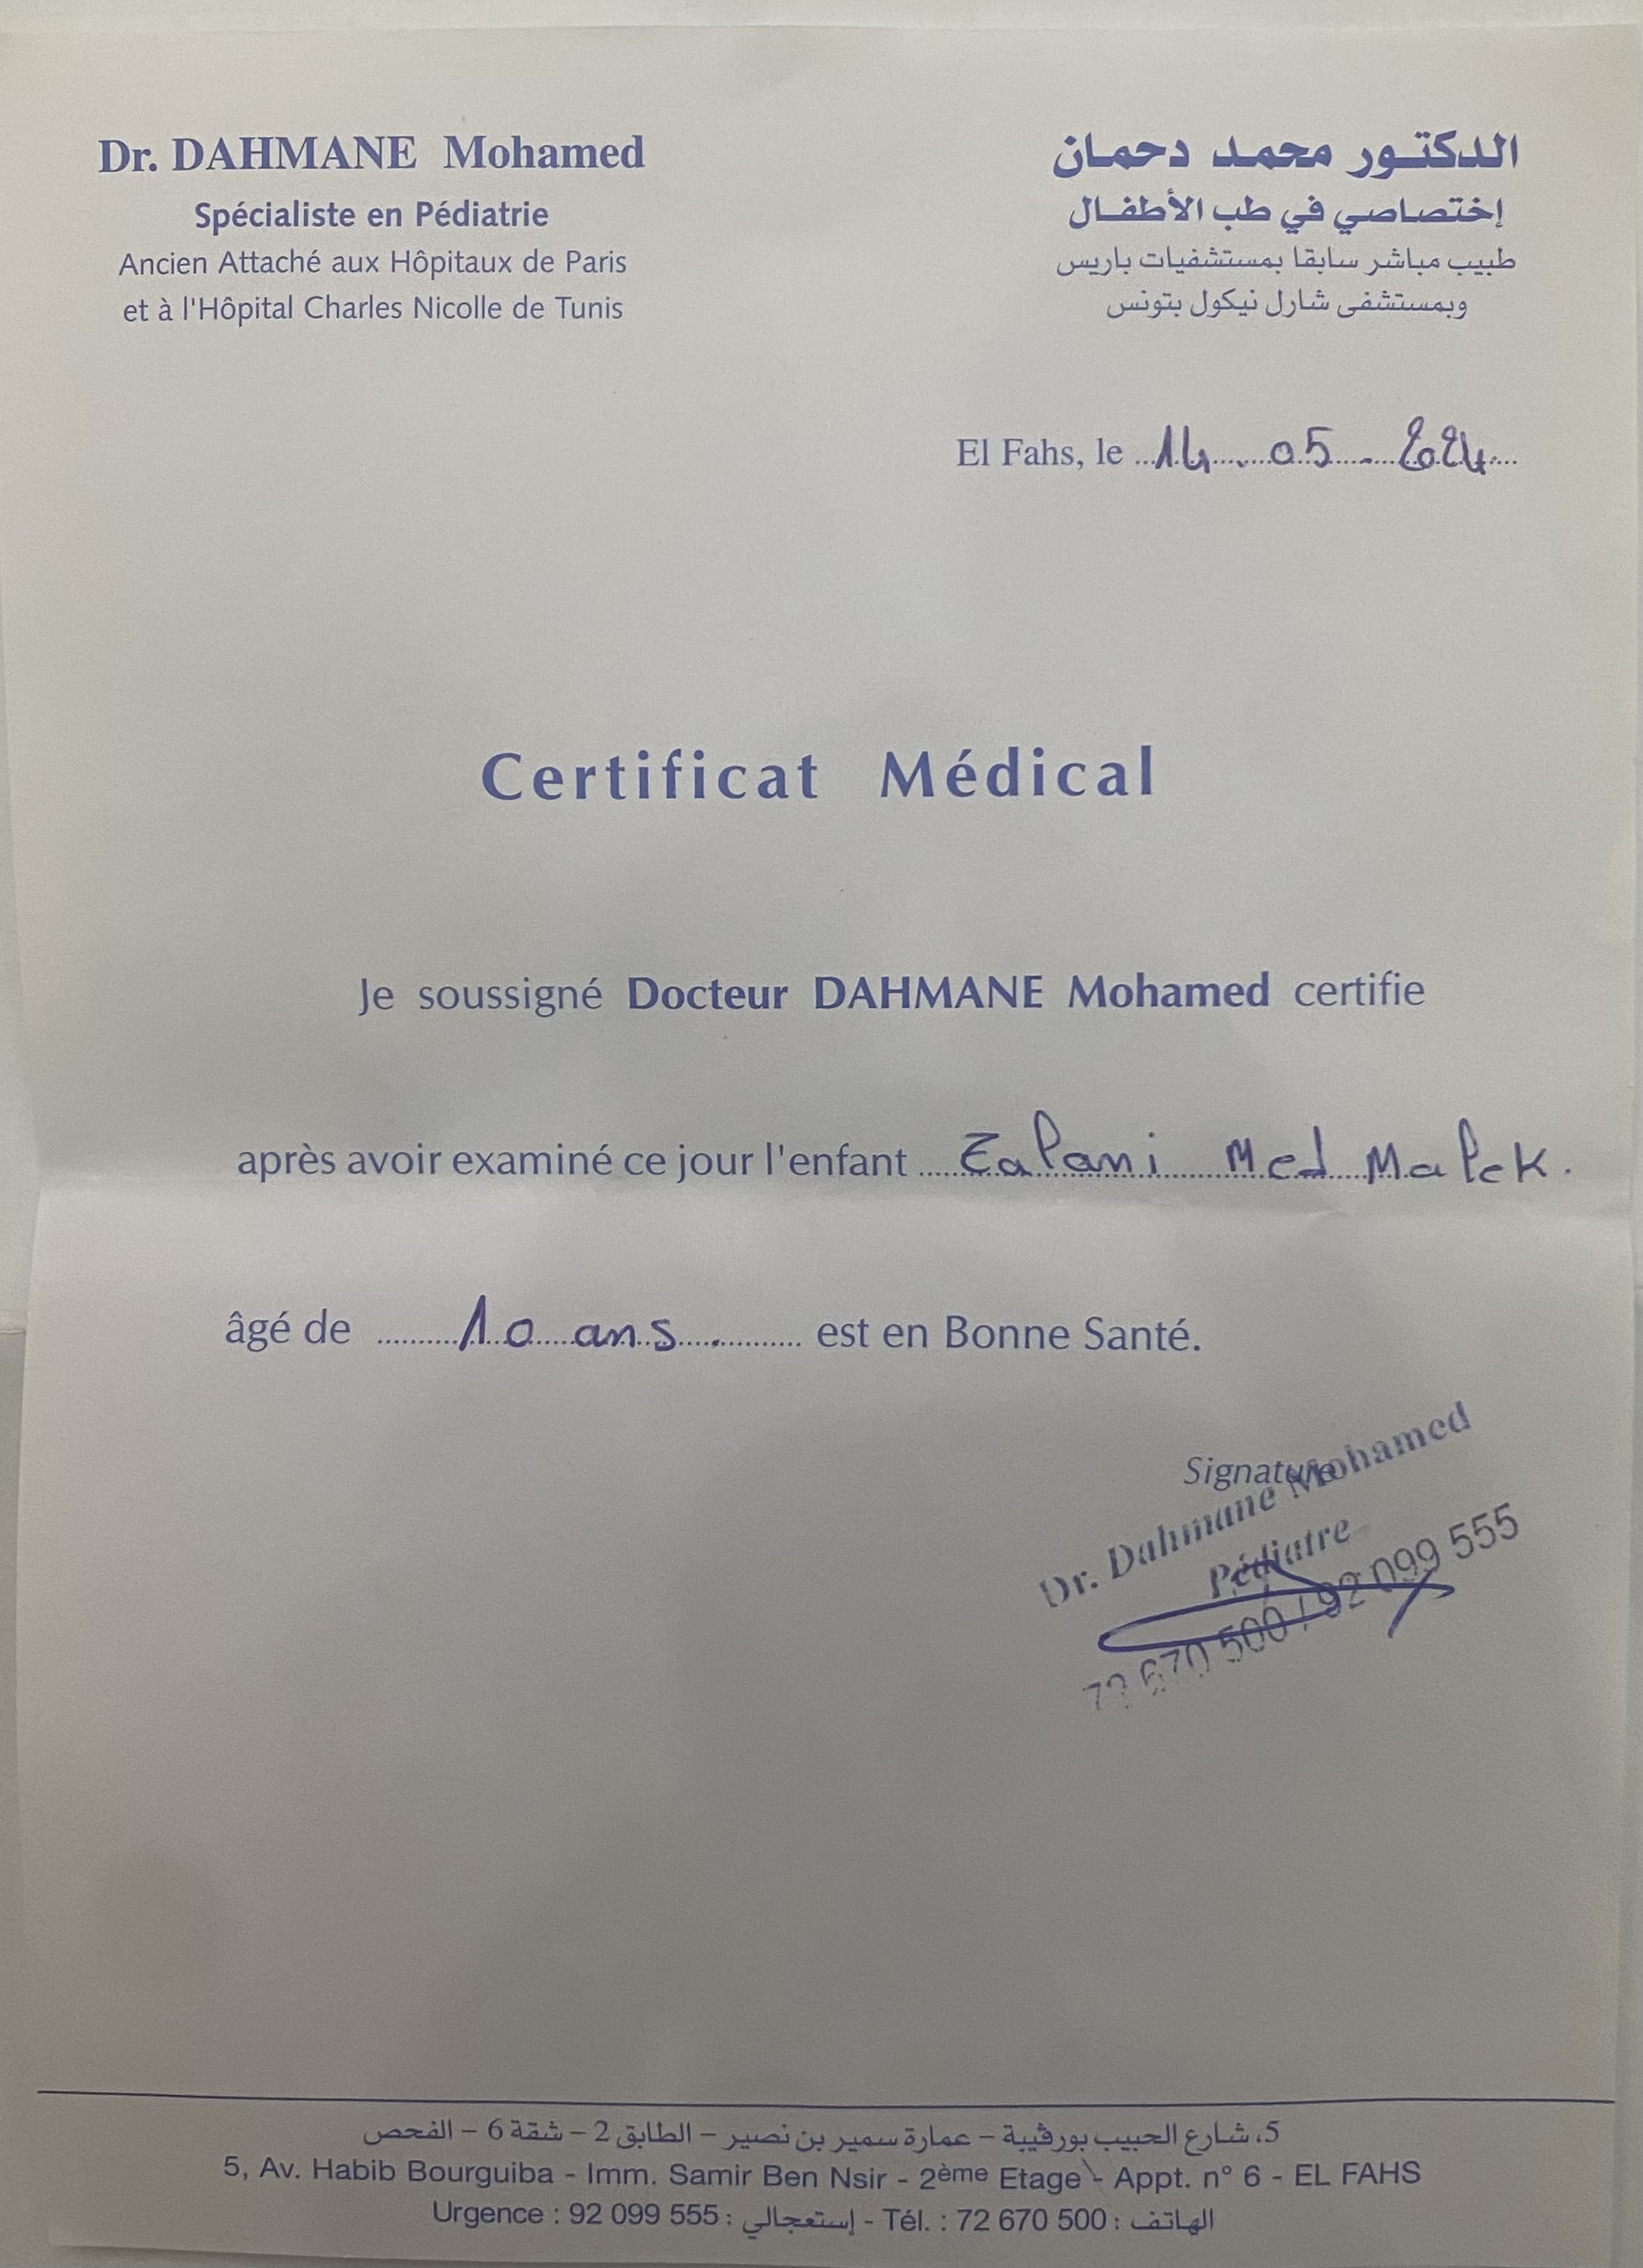 Dr. DAHMANE Mohamed
Spécialiste en Pédiatrie
Ancien Attaché aux Hôpitaux de Paris
et à l'Hôpital Charles Nicolle de Tunis
الدكتور محمد دحمان
إختصاصي في طب الأطفال
طبيب مباشر سابقا بمستشفيات باريس
وبمستشفى شارل نيكول بتونس
El Fahs, le 14 . 05 . 2024
Certificat Médical
Je soussigné Docteur DAHMANE Mohamed certifie
après avoir examiné ce jour l'enfant Zalani Med Malek.
âgé de 10 ans. est en Bonne Santé.
Signature
Dr. Dahmane Mohamed
Pédiatre
72 670 500 / 92 099 555
5، شارع الحبيب بورقيبة – عمارة سمير بن نصير – الطابق 2 – شقة 6 – الفحص
5, Av. Habib Bourguiba - Imm. Samir Ben Nsir - 2ème Etage - Appt. n° 6 - EL FAHS
Urgence : 92 099 555 : إستعجالي - Tél. : 72 670 500 : الهاتف